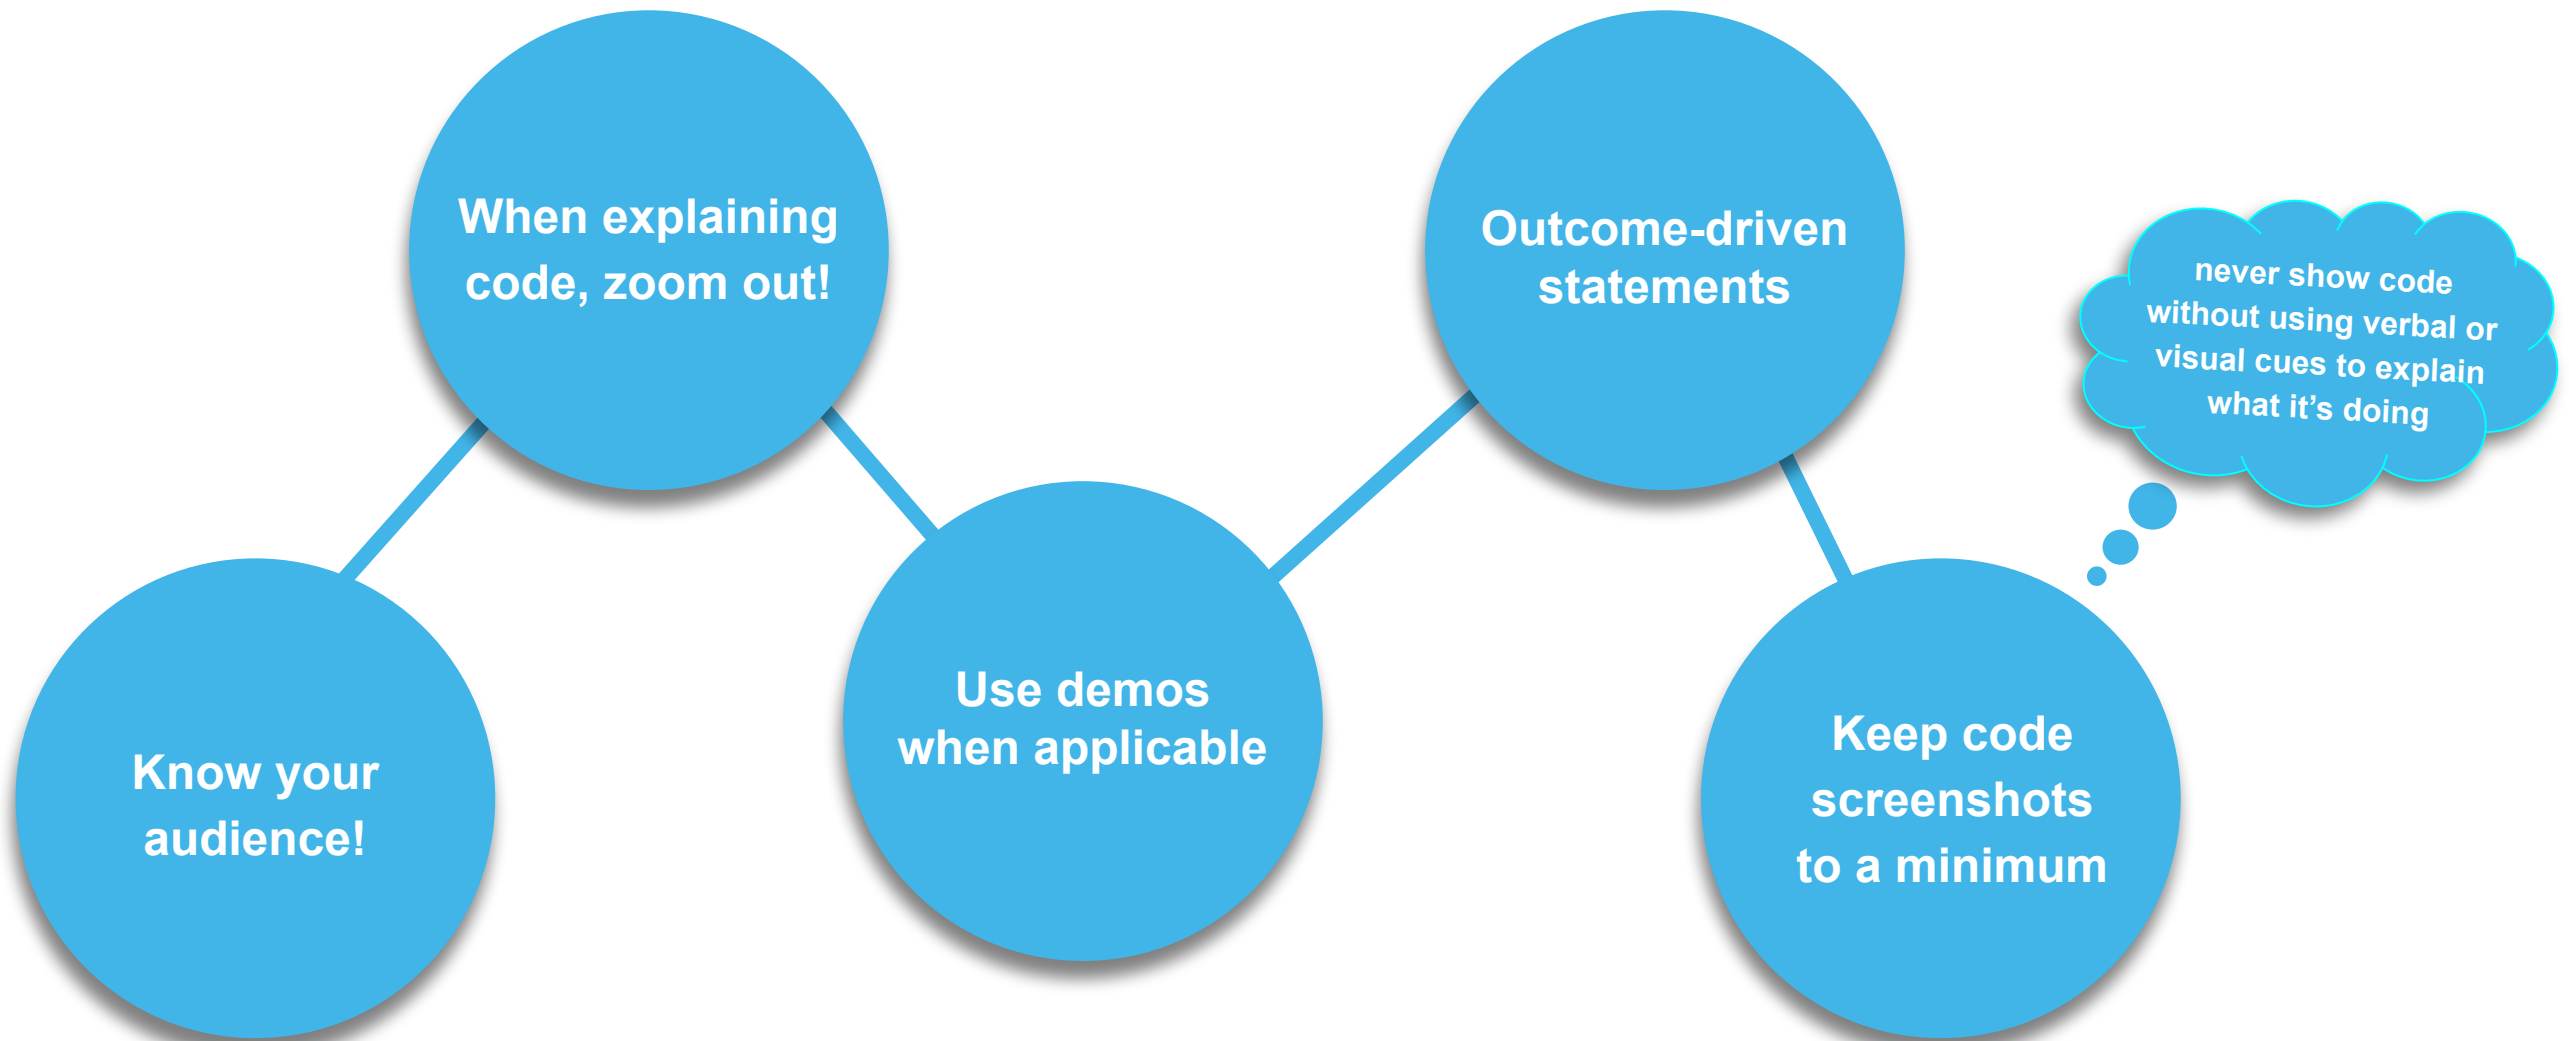 Know your
audience!
When explaining
code, zoom out!
Use demos
when applicable
Outcome-driven
statements
Keep code
screenshots
to a minimum
never show code
without using verbal or
visual cues to explain
what it’s doing